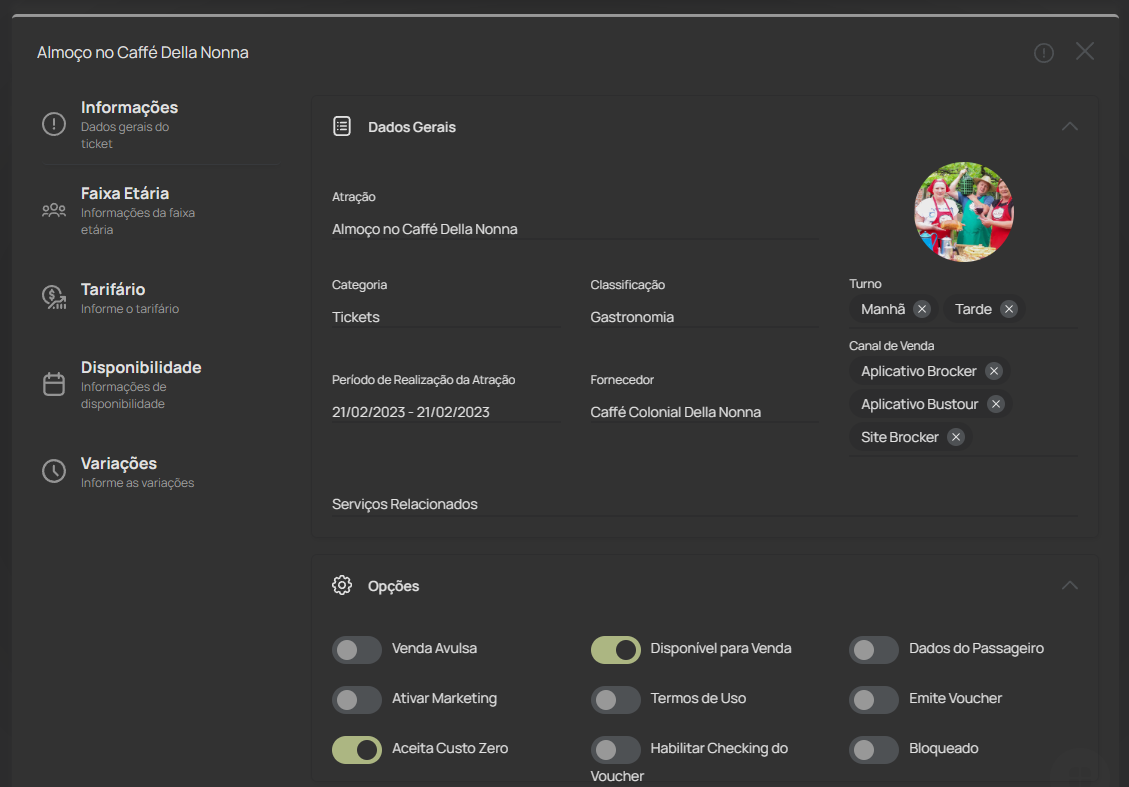 Almoço no Caffé Della Nonna
Informações
Dados gerais do
ticket
Faixa Etária
Informações da faixa
etária
Tarifário
Informe o tarifário
Disponibilidade
Informações de
disponibilidade
Variações
Informe as variações
Dados Gerais
Atração
Almoço no Caffé Della Nonna
Categoria
Tickets
Classificação
Gastronomia
Turno
Manhã
Tarde
Período de Realização da Atração
21/02/2023 - 21/02/2023
Fornecedor
Caffé Colonial Della Nonna
Canal de Venda
Aplicativo Brocker
Aplicativo Bustour
Site Brocker
Serviços Relacionados
Opções
Venda Avulsa
Disponível para Venda
Dados do Passageiro
Ativar Marketing
Termos de Uso
Emite Voucher
Aceita Custo Zero
Habilitar Checking do
Voucher
Bloqueado